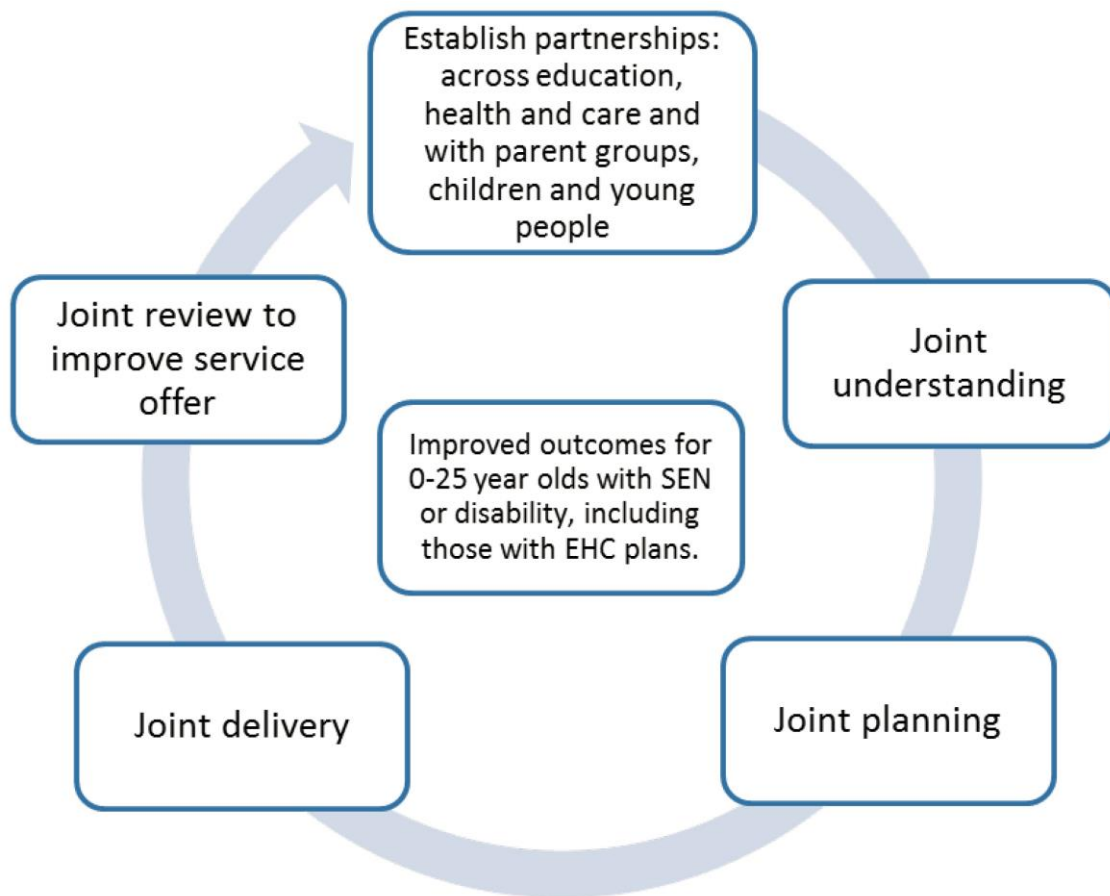 Establish partnerships:
across education,
health and care and
with parent groups,
children and young
people
Joint
understanding
Joint planning
Joint delivery
Joint review to
improve service
offer
Improved outcomes for
0-25 year olds with SEN
or disability, including
those with EHC plans.